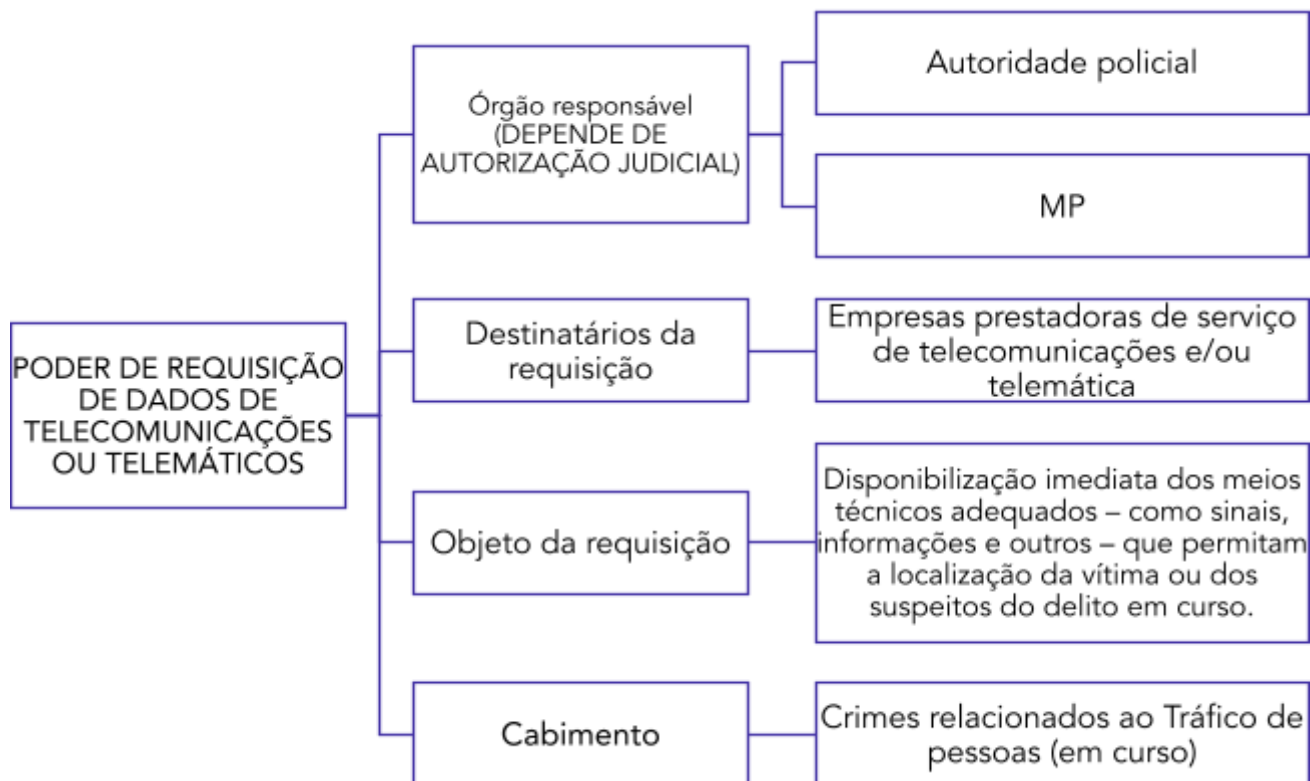 PODER DE REQUISIÇÃO
DE DADOS DE
TELECOMUNICAÇÕES
OU TELEMÁTICOS
Órgão responsável
(DEPENDE DE
AUTORIZAÇÃO JUDICIAL)
Autoridade policial
MP
Destinatários da
requisição
Empresas prestadoras de serviço
de telecomunicações e/ou
telemática
Objeto da requisição
Disponibilização imediata dos meios
técnicos adequados – como sinais,
informações e outros – que permitam
a localização da vítima ou dos
suspeitos do delito em curso.
Cabimento
Crimes relacionados ao Tráfico de
pessoas (em curso)